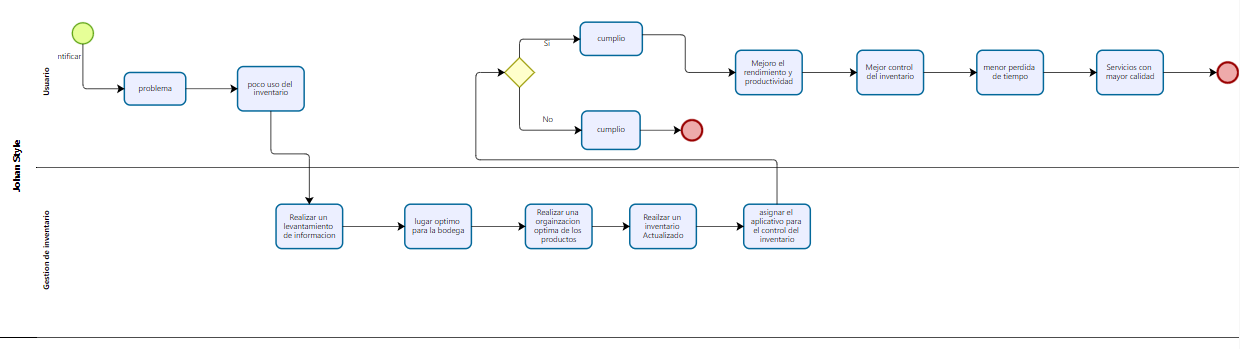 Johan Style
Usuario
ntificar
problema
poco uso del
inventario
Si
cumplio
No
cumplio
Mejoro el
rendimiento y
productividad
Mejor control
del inventario
menor perdida
de tiempo
Servicios con
mayor calidad
Gestion de inventario
Realizar un
levantamiento
de informacion
lugar optimo
para la bodega
Realizar una
orgainzacion
optima de los
productos
Realizar un
inventario
Actualizado
asignar el
aplicativo para
el control del
inventario